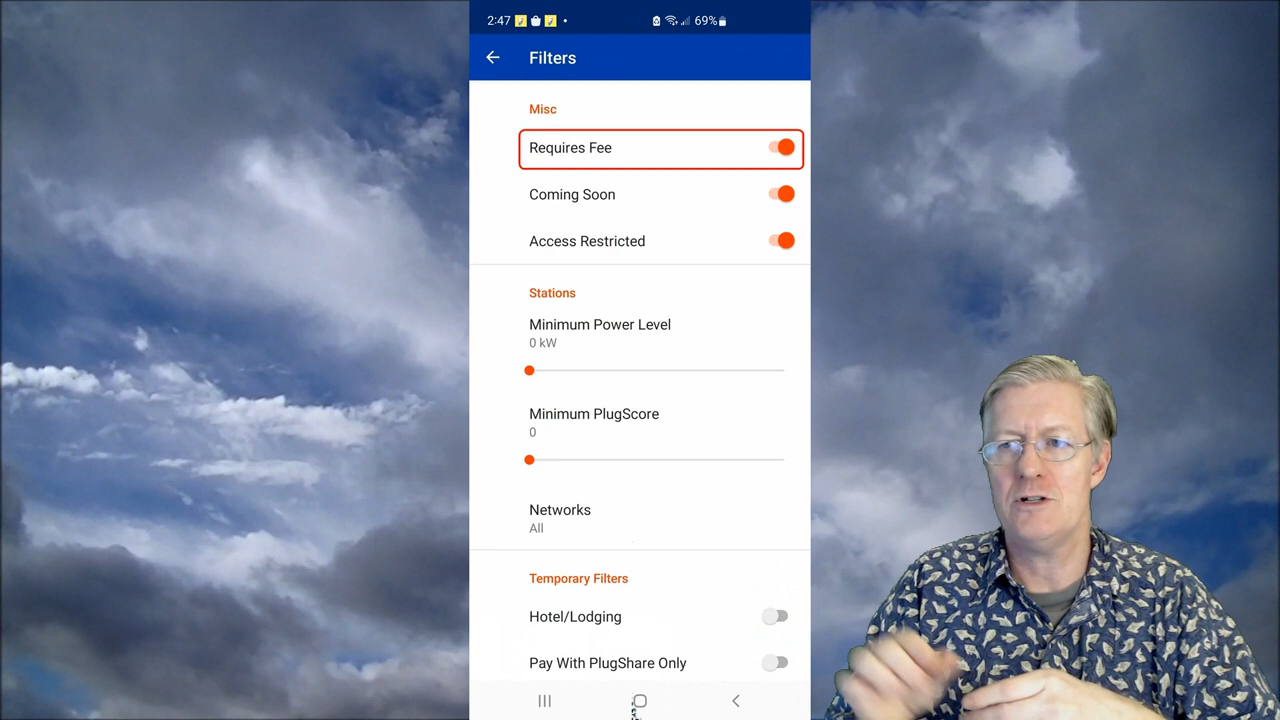 2:47
69%
Filters
Misc
Requires Fee
Coming Soon
Access Restricted
Stations
Minimum Power Level
0 kW
Minimum PlugScore
0
Networks
All
Temporary Filters
Hotel/Lodging
Pay With PlugShare Only